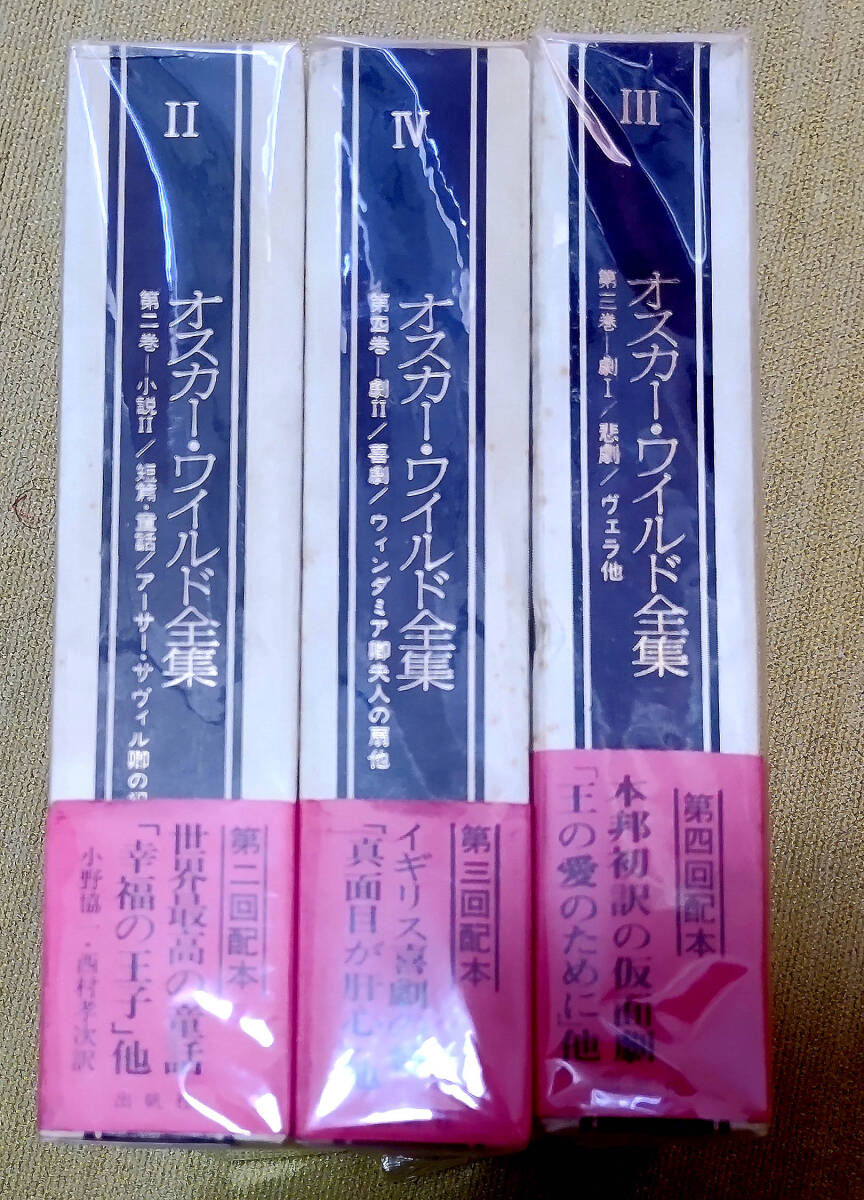 II
オスカー・ワイルド全集
第二巻―小説II/短篇・童話/アーサー・サヴィル卿の
第二回配本
世界最高の童話
「幸福の王子」他
小野協一・西村孝次訳
出帆社
IV
オスカー・ワイルド全集
第四巻―劇II/喜劇/ウィンダミア卿夫人の扇他
第三回配本
イギリス喜劇の
「真面目が肝心」他
III
オスカー・ワイルド全集
第三巻―劇I/悲劇/ヴェラ他
第四回配本
本邦初訳の仮面劇
「王の愛のために」他